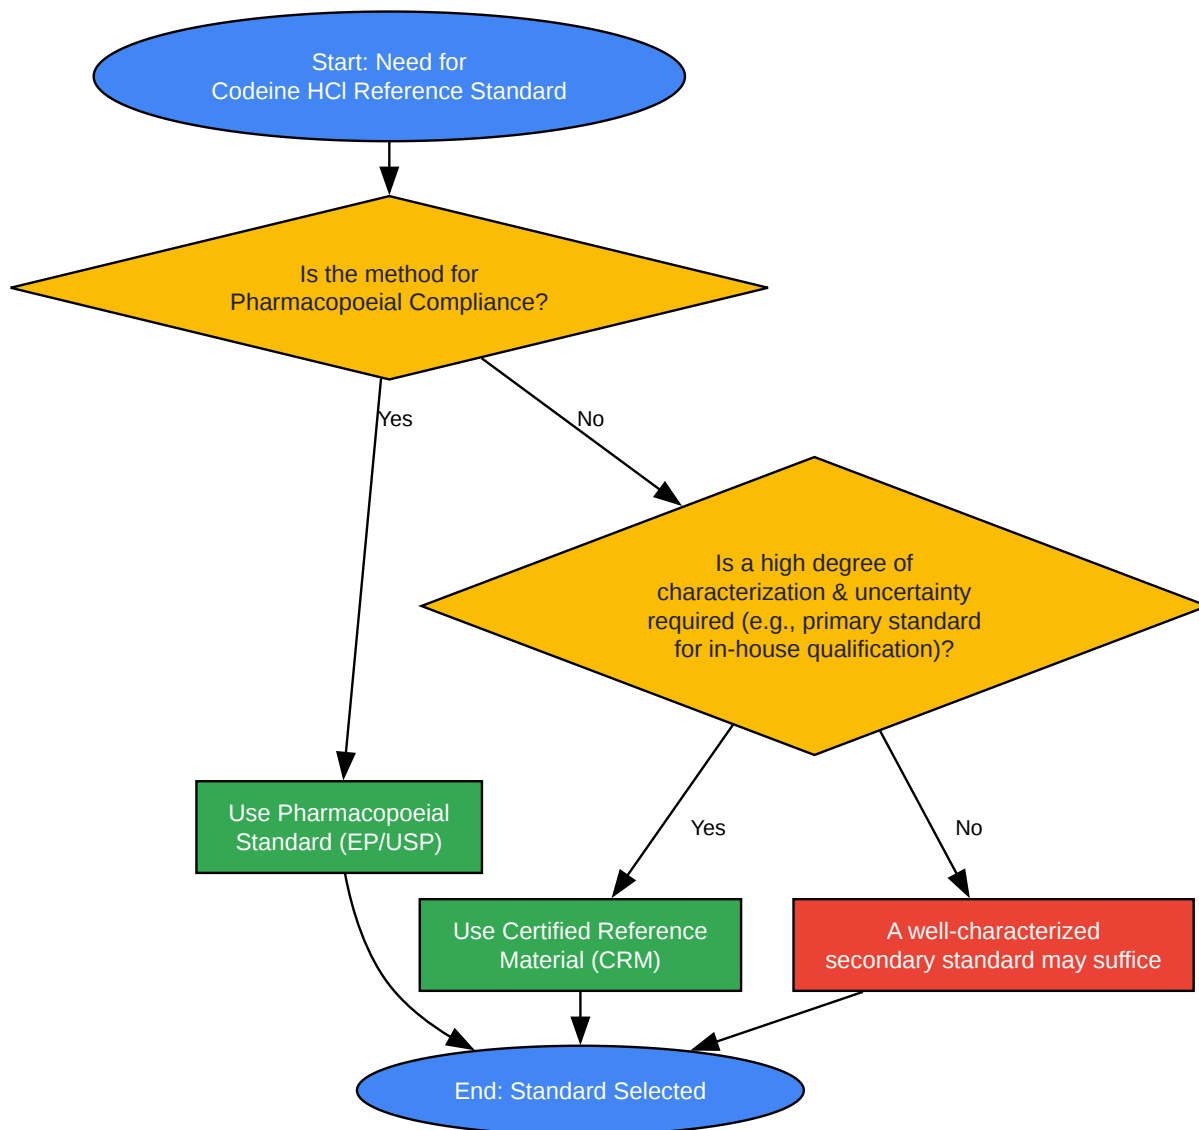 Start: Need for
Codeine HCl Reference Standard
Is the method for
Pharmacopoeial Compliance?
Yes
No
Is a high degree of
characterization & uncertainty
required (e.g., primary standard
for in-house qualification)?
Use Pharmacopoeial
Standard (EP/USP)
Yes
No
Use Certified Reference
Material (CRM)
A well-characterized
secondary standard may suffice
End: Standard Selected